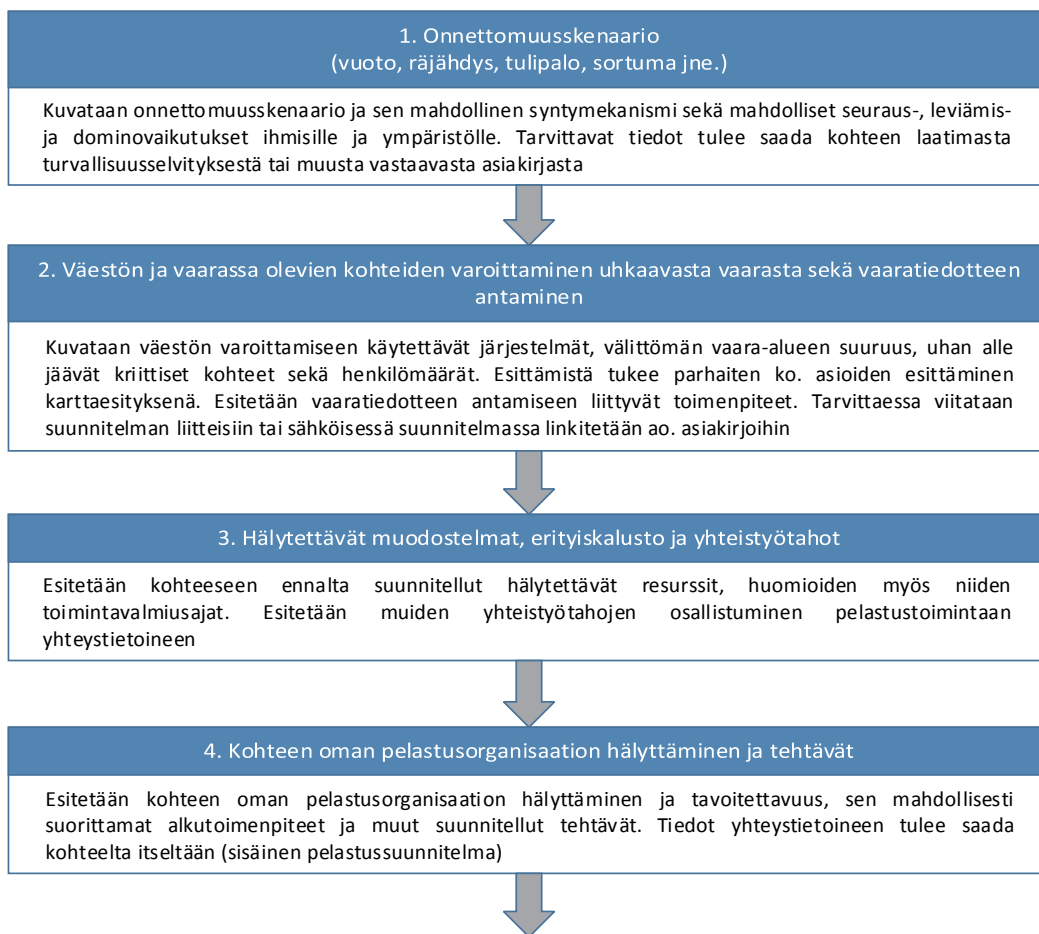 1. Onnettomuusskenaario
(vuoto, räjähdys, tulipalo, sortuma jne.)
Kuvataan onnettomuusskenaario ja sen mahdollinen syntymekanismi sekä mahdolliset seuraus-, leviämis-
ja dominovaikutukset ihmisille ja ympäristölle. Tarvittavat tiedot tulee saada kohteen laatimasta
turvallisuusselvityksestä tai muusta vastaavasta asiakirjasta
2. Väestön ja vaarassa olevien kohteiden varoittaminen uhkaavasta vaarasta sekä vaaratiedotteen
antaminen
Kuvataan väestön varoittamiseen käytettävät järjestelmät, välittömän vaara-alueen suuruus, uhan alle
jäävät kriittiset kohteet sekä henkilömäärät. Esittämistä tukee parhaiten ko. asioiden esittäminen
karttaesityksenä. Esitetään vaaratiedotteen antamiseen liittyvät toimenpiteet. Tarvittaessa viitataan
suunnitelman liitteisiin tai sähköisessä suunnitelmassa linkitetään ao. asiakirjoihin
3. Hälytettävät muodostelmat, erityiskalusto ja yhteistyötahot
Esitetään kohteeseen ennalta suunnitellut hälytettävät resurssit, huomioiden myös niiden
toimintavalmiusajat. Esitetään muiden yhteistyötahojen osallistuminen pelastustoimintaan
yhteystietoineen
4. Kohteen oman pelastusorganisaation hälyttäminen ja tehtävät
Esitetään kohteen oman pelastusorganisaation hälyttäminen ja tavoitettavuus, sen mahdollisesti
suorittamat alkutoimenpiteet ja muut suunnitellut tehtävät. Tiedot yhteystietoineen tulee saada
kohteelta itseltään (sisäinen pelastussuunnitelma)